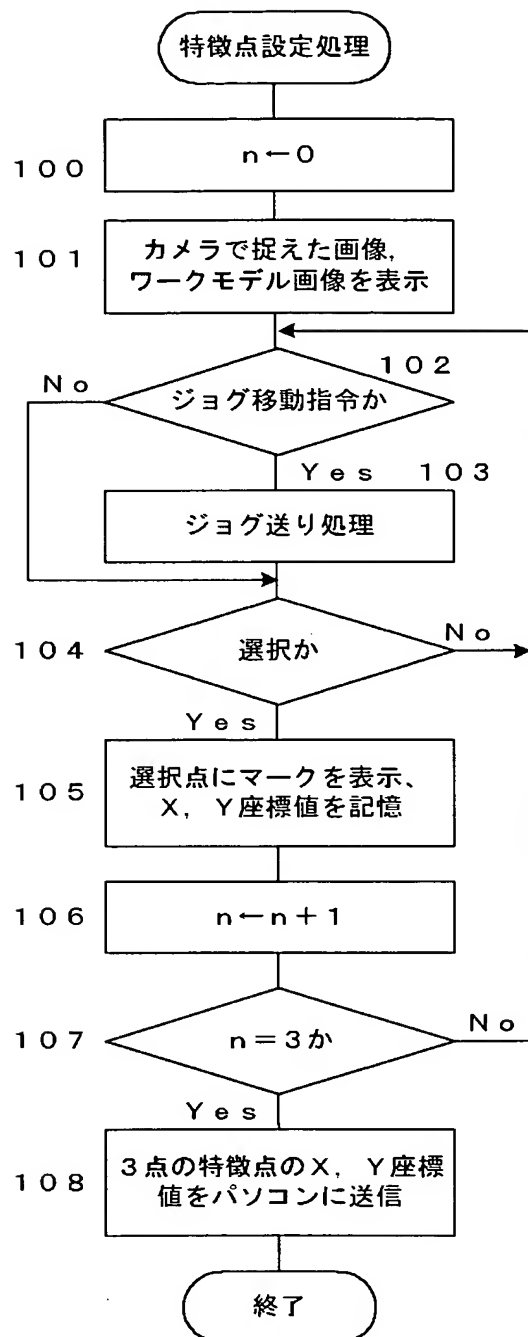 特徴点設定処理
100
n←0
101
カメラで捉えた画像,
ワークモデル画像を表示
102
No
ジョグ移動指令か
Yes 103
ジョグ送り処理
104
選択か
No
Yes
105
選択点にマークを表示、
X, Y座標値を記憶
106
n←n+1
107
n=3か
No
Yes
108
3点の特徴点のX, Y座標
値をパソコンに送信
終了